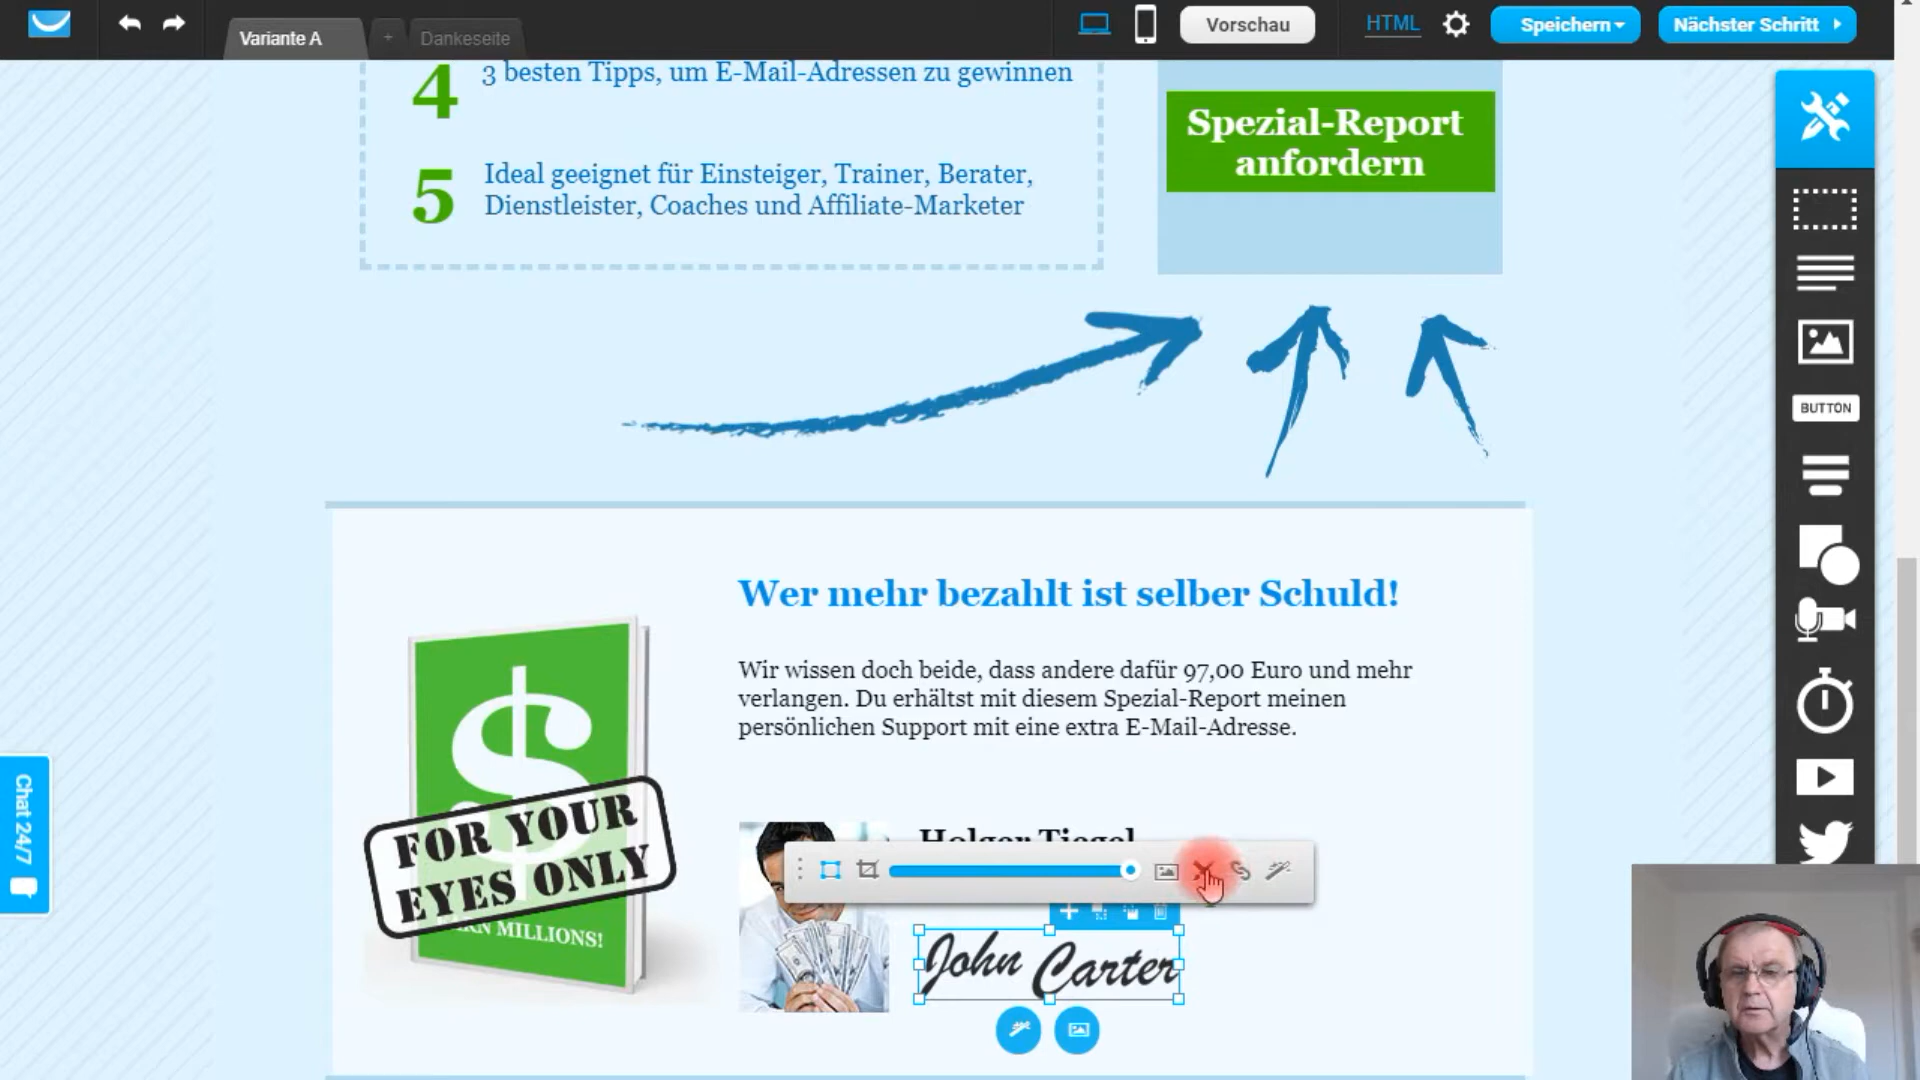 Variante A
+
Dankeseite
Vorschau
HTML
Speichern
Nächster Schritt
4
3 besten Tipps, um E-Mail-Adressen zu gewinnen
5
Ideal geeignet für Einsteiger, Trainer, Berater,
Dienstleister, Coaches und Affiliate-Marketer
Spezial-Report
anfordern
BUTTON
Wer mehr bezahlt ist selber Schuld!
Wir wissen doch beide, dass andere dafür 97,00 Euro und mehr
verlangen. Du erhältst mit diesem Spezial-Report meinen
persönlichen Support mit eine extra E-Mail-Adresse.
$
FOR YOUR
EYES ONLY
MILLIONS!
Holger Tiegel
John Carter
Chat 24/7